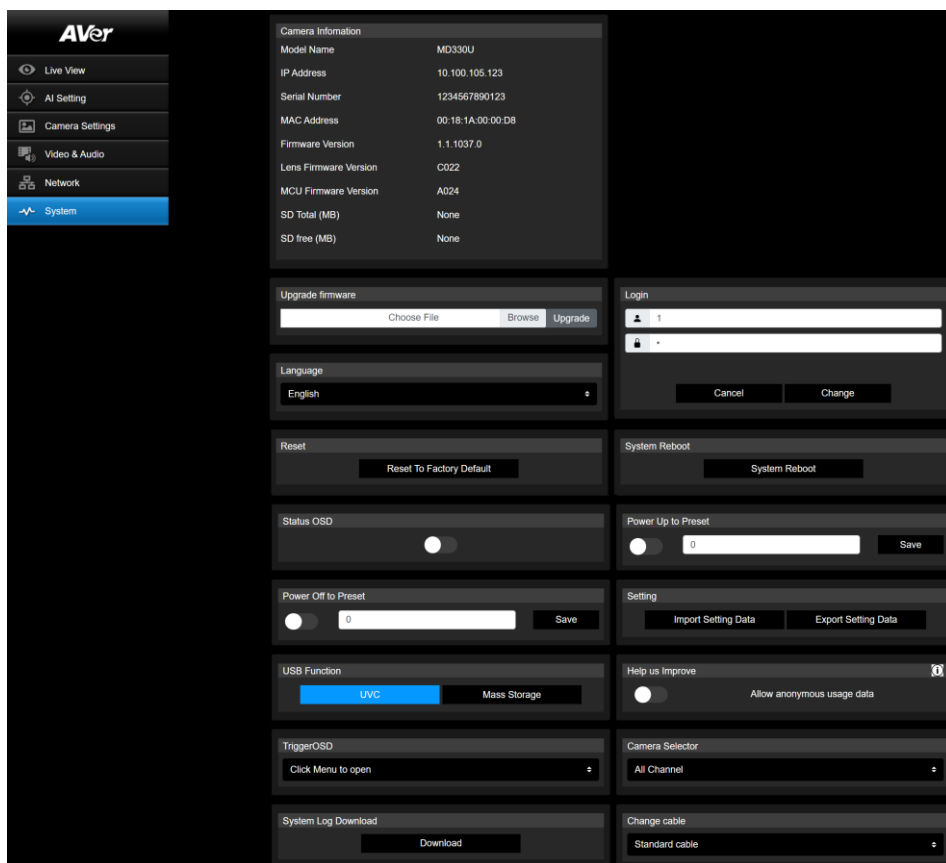 AVer
Live View
AI Setting
Camera Settings
Video & Audio
Network
System
Camera Infomation
Model Name MD330U
IP Address 10.100.105.123
Serial Number 1234567890123
MAC Address 00:18:1A:00:00:D8
Firmware Version 1.1.1037.0
Lens Firmware Version C022
MCU Firmware Version A024
SD Total (MB) None
SD free (MB) None
Upgrade firmware
Choose File Browse Upgrade
Login
1
•
Cancel Change
Language
English
Reset
Reset To Factory Default
System Reboot
System Reboot
Status OSD
Power Up to Preset
0 Save
Power Off to Preset
0 Save
Setting
Import Setting Data Export Setting Data
USB Function
UVC Mass Storage
Help us Improve
Allow anonymous usage data
TriggerOSD
Click Menu to open
Camera Selector
All Channel
System Log Download
Download
Change cable
Standard cable